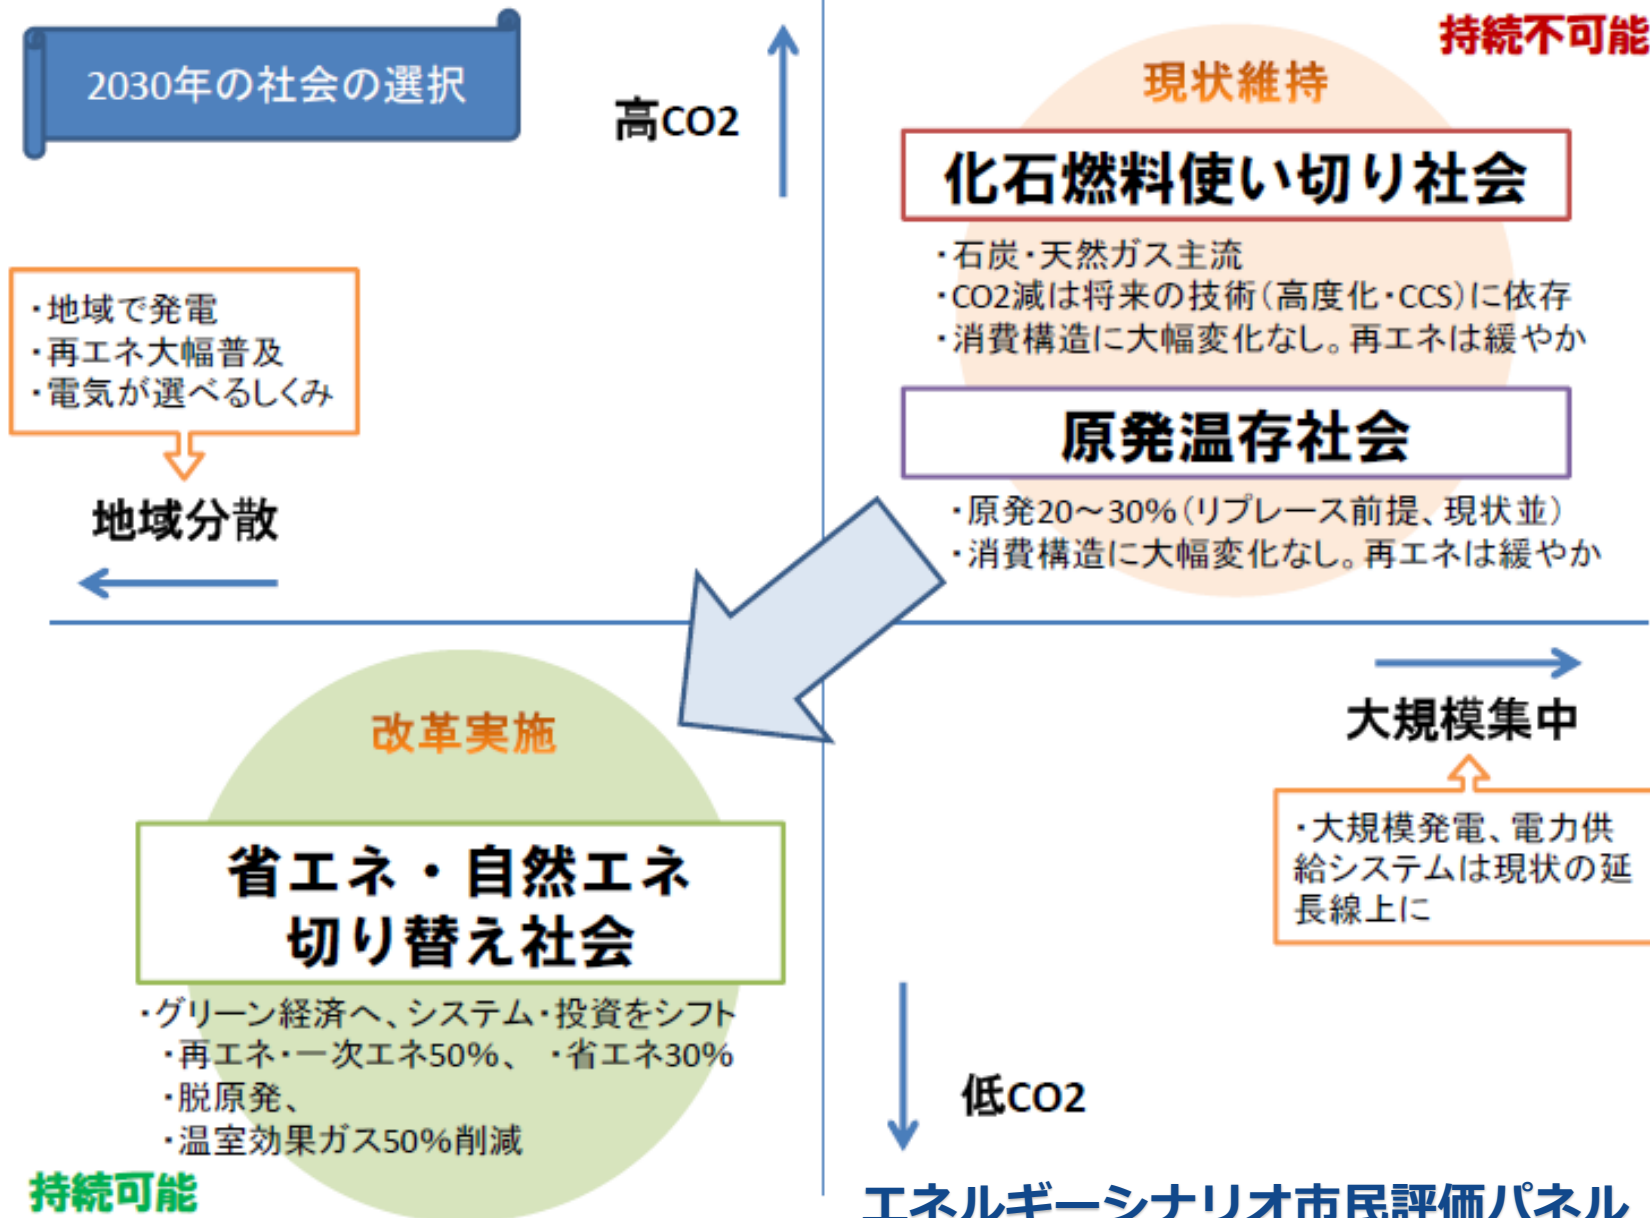 2030年の社会の選択
高CO2
持続不可能
現状維持
化石燃料使い切り社会
・石炭・天然ガス主流
・CO2減は将来の技術（高度化・CCS）に依存
・消費構造に大幅変化なし。再エネは緩やか
原発温存社会
・原発20～30%（リプレース前提、現状並）
・消費構造に大幅変化なし。再エネは緩やか
・地域で発電
・再エネ大幅普及
・電気が選べるしくみ
地域分散
大規模集中
・大規模発電、電力供
給システムは現状の延
長線上に
改革実施
省エネ・自然エネ
切り替え社会
・グリーン経済へ、システム・投資をシフト
・再エネ・一次エネ50%、 ・省エネ30%
・脱原発、
・温室効果ガス50%削減
持続可能
低CO2
エネルギーシナリオ市民評価パネル